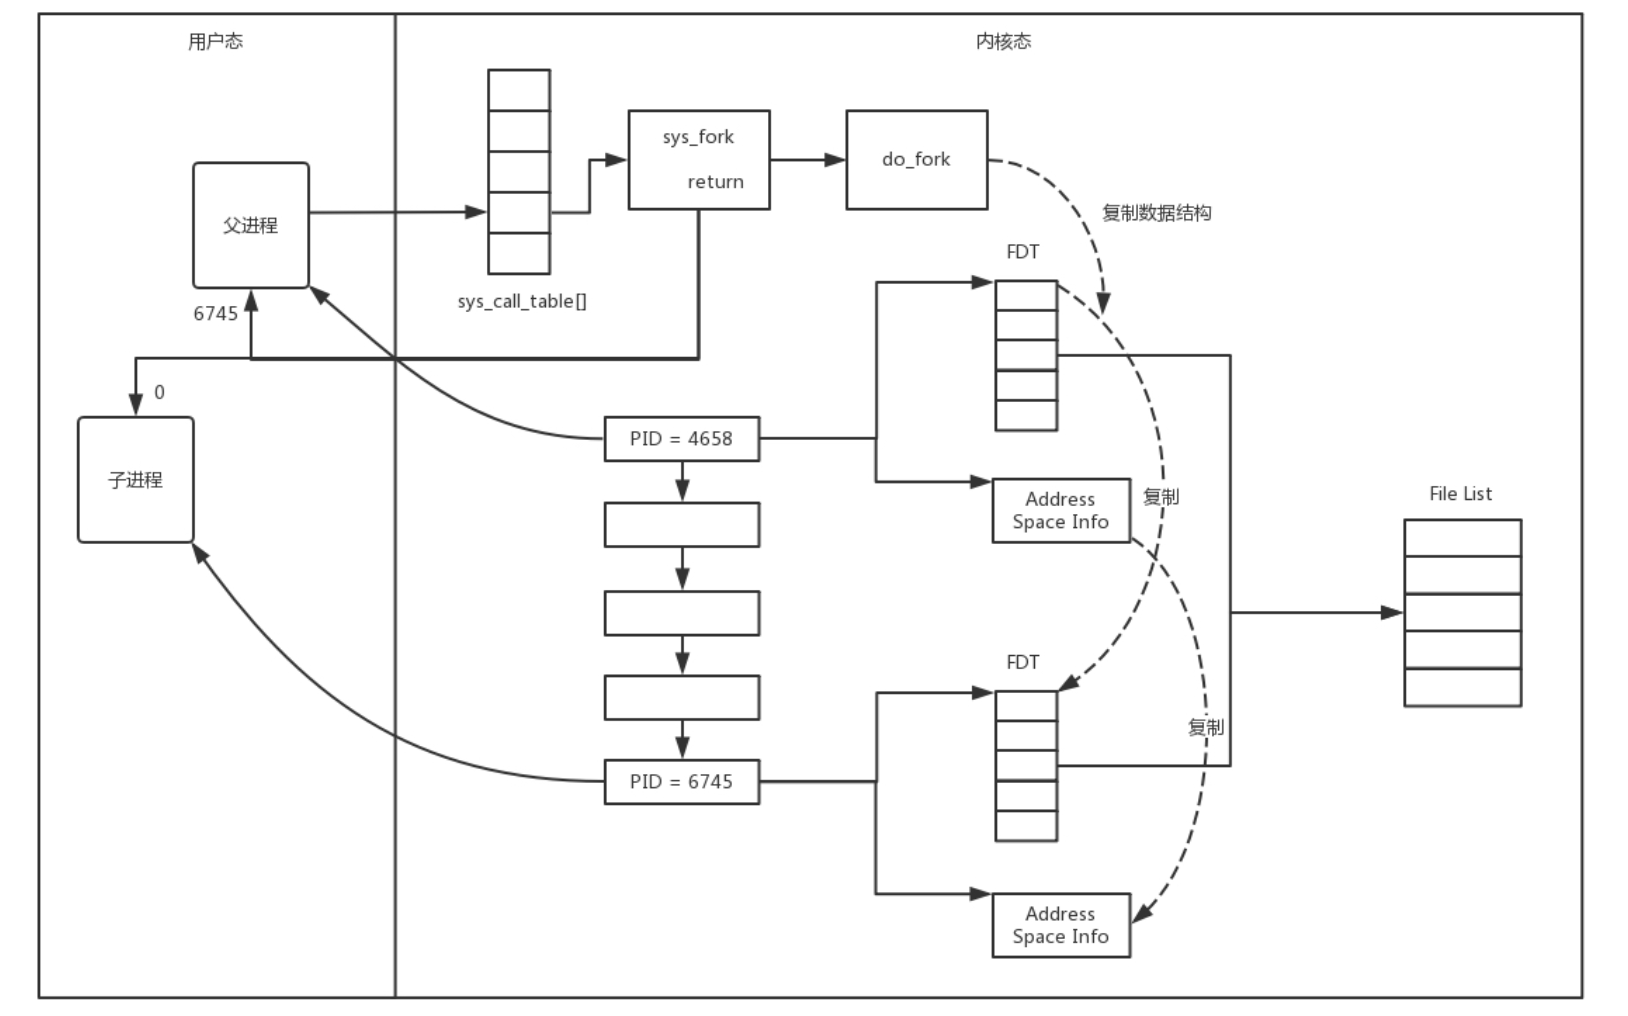 用户态
内核态
sys_fork
return
do_fork
父进程
复制数据结构
FDT
sys_call_table[]
6745
0
PID = 4658
子进程
Address
Space Info
复制
File List
FDT
复制
PID = 6745
Address
Space Info